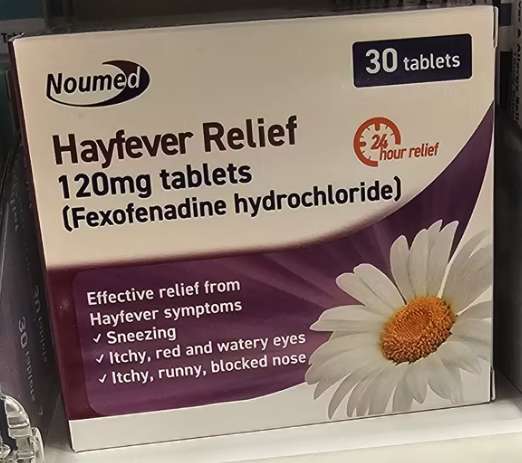 Noumed
30 tablets
Hayfever Relief
120mg tablets
(Fexofenadine hydrochloride)
24
hour relief
Effective relief from
Hayfever symptoms
✓ Sneezing
✓ Itchy, red and watery eyes
✓ Itchy, runny, blocked nose
30